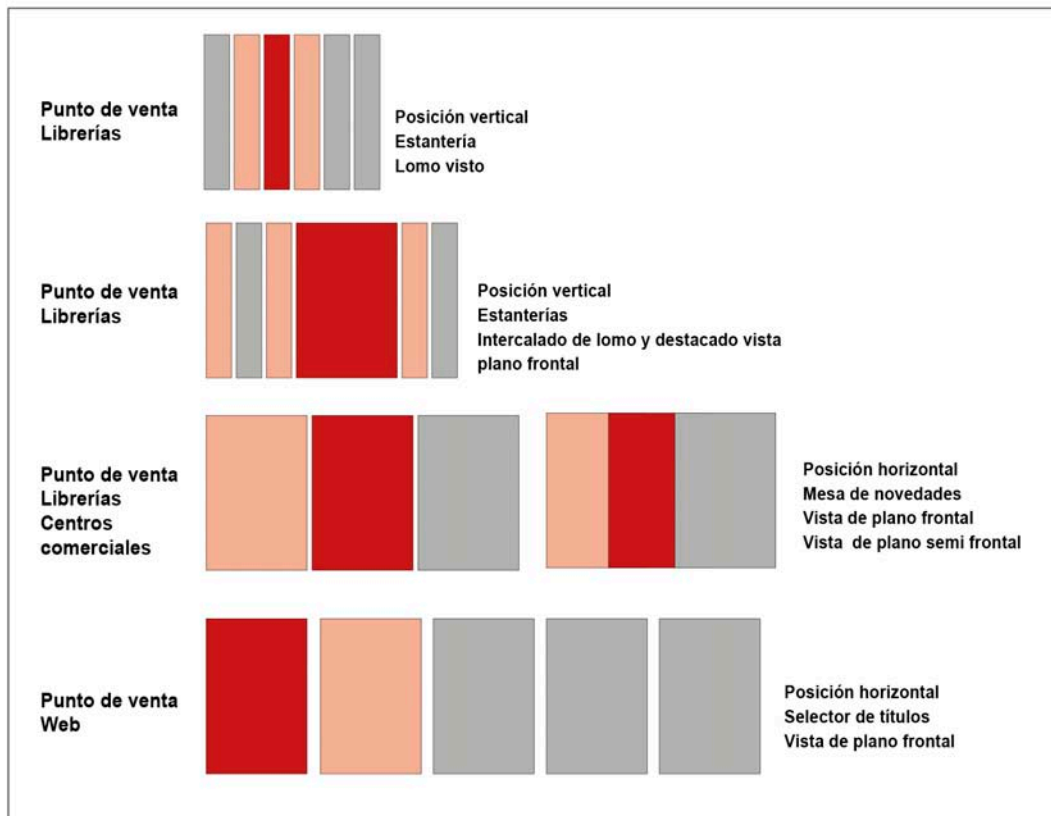 Punto de venta
Librerías
Posición vertical
Estantería
Lomo visto
Punto de venta
Librerías
Posición vertical
Estanterías
Intercalado de lomo y destacado vista
plano frontal
Punto de venta
Librerías
Centros
comerciales
Posición horizontal
Mesa de novedades
Vista de plano frontal
Vista de plano semi frontal
Punto de venta
Web
Posición horizontal
Selector de títulos
Vista de plano frontal